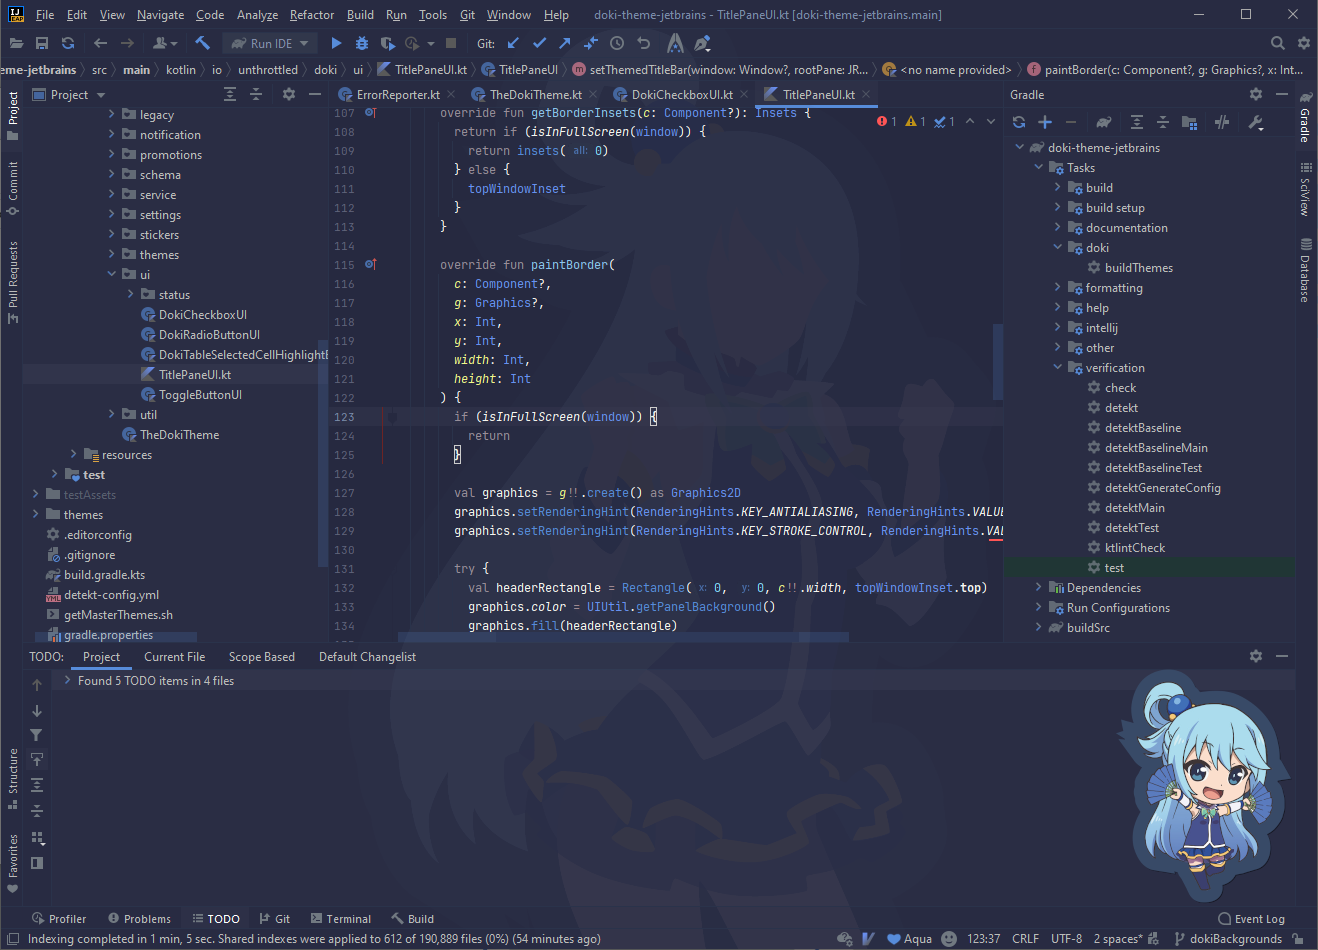 IJ EAP File Edit View Navigate Code Analyze Refactor Build Run Tools Git Window Help doki-theme-jetbrains - TitlePaneUI.kt [doki-theme-jetbrains.main]
Run IDE Git:
eme-jetbrains src main kotlin io unthrottled doki ui TitlePaneUI.kt TitlePaneUI setThemedTitleBar(window: Window?, rootPane: JR... <no name provided> paintBorder(c: Component?, g: Graphics?, x: Int,...
Project
Commit
Pull Requests
Structure
Favorites
Project
legacy
notification
promotions
schema
service
settings
stickers
themes
ui
status
DokiCheckboxUI
DokiRadioButtonUI
DokiTableSelectedCellHighlightB
TitlePaneUI.kt
ToggleButtonUI
util
TheDokiTheme
resources
test
testAssets
themes
.editorconfig
.gitignore
build.gradle.kts
detekt-config.yml
getMasterThemes.sh
gradle.properties
ErrorReporter.kt TheDokiTheme.kt DokiCheckboxUI.kt TitlePaneUI.kt
1 1 1
107 override fun getBorderInsets(c: Component?): Insets {
108 return if (isInFullScreen(window)) {
109 return insets( all: 0)
110 } else {
111 topWindowInset
112 }
113 }
114
115 override fun paintBorder(
116 c: Component?,
117 g: Graphics?,
118 x: Int,
119 y: Int,
120 width: Int,
121 height: Int
122 ) {
123 if (isInFullScreen(window)) {
124 return
125 }
126
127 val graphics = g!!.create() as Graphics2D
128 graphics.setRenderingHint(RenderingHints.KEY_ANTIALIASING, RenderingHints.VALUE
129 graphics.setRenderingHint(RenderingHints.KEY_STROKE_CONTROL, RenderingHints.VAL
130
131 try {
132 val headerRectangle = Rectangle( x: 0, y: 0, c!!.width, topWindowInset.top)
133 graphics.color = UIUtil.getPanelBackground()
134 graphics.fill(headerRectangle)
Gradle
doki-theme-jetbrains
Tasks
build
build setup
documentation
doki
buildThemes
formatting
help
intellij
other
verification
check
detekt
detektBaseline
detektBaselineMain
detektBaselineTest
detektGenerateConfig
detektMain
detektTest
ktlintCheck
test
Dependencies
Run Configurations
buildSrc
Gradle
SciView
Database
TODO: Project Current File Scope Based Default Changelist
Found 5 TODO items in 4 files
Profiler Problems TODO Git Terminal Build Event Log
Indexing completed in 1 min, 5 sec. Shared indexes were applied to 612 of 190,889 files (0%) (54 minutes ago) Aqua 123:37 CRLF UTF-8 2 spaces* dokiBackgrounds